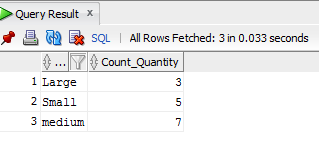 Query Result
SQL | All Rows Fetched: 3 in 0.033 seconds
... Count_Quantity
1 Large 3
2 Small 5
3 medium 7